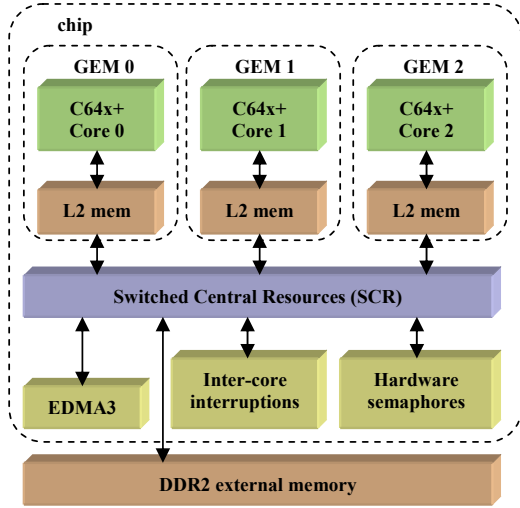 chip
GEM 0
GEM 1
GEM 2
C64x+
Core 0
C64x+
Core 1
C64x+
Core 2
L2 mem
L2 mem
L2 mem
Switched Central Resources (SCR)
EDMA3
Inter-core
interruptions
Hardware
semaphores
DDR2 external memory